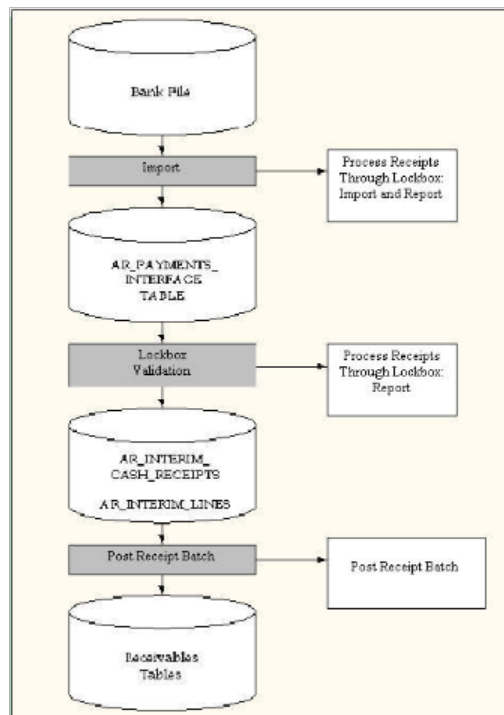 Bank File
Import
Process Receipts
Through Lockbox:
Import and Report
AR_PAYMENTS_
INTERFACE
TABLE
Lockbox
Validation
Process Receipts
Through Lockbox:
Report
AR_INTERIM_
CASH_RECEIPTS
AR_INTERIM_LINES
Post Receipt Batch
Post Receipt Batch
Receivables
Tables